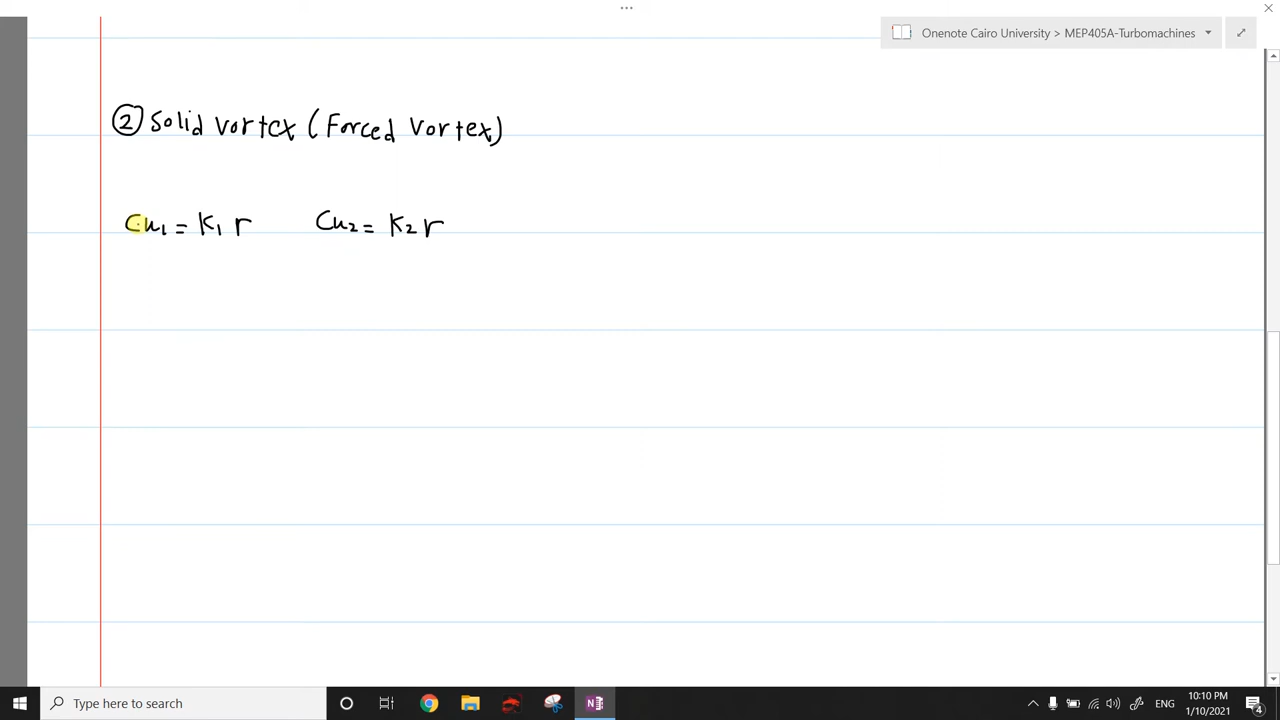 ...
Onenote Cairo University > MEP405A-Turbomachines
② Solid Vortex (Forced Vortex)
Cu₁ = K₁ r Cu₂ = K₂ r
Type here to search
ENG
10:10 PM
1/10/2021
4